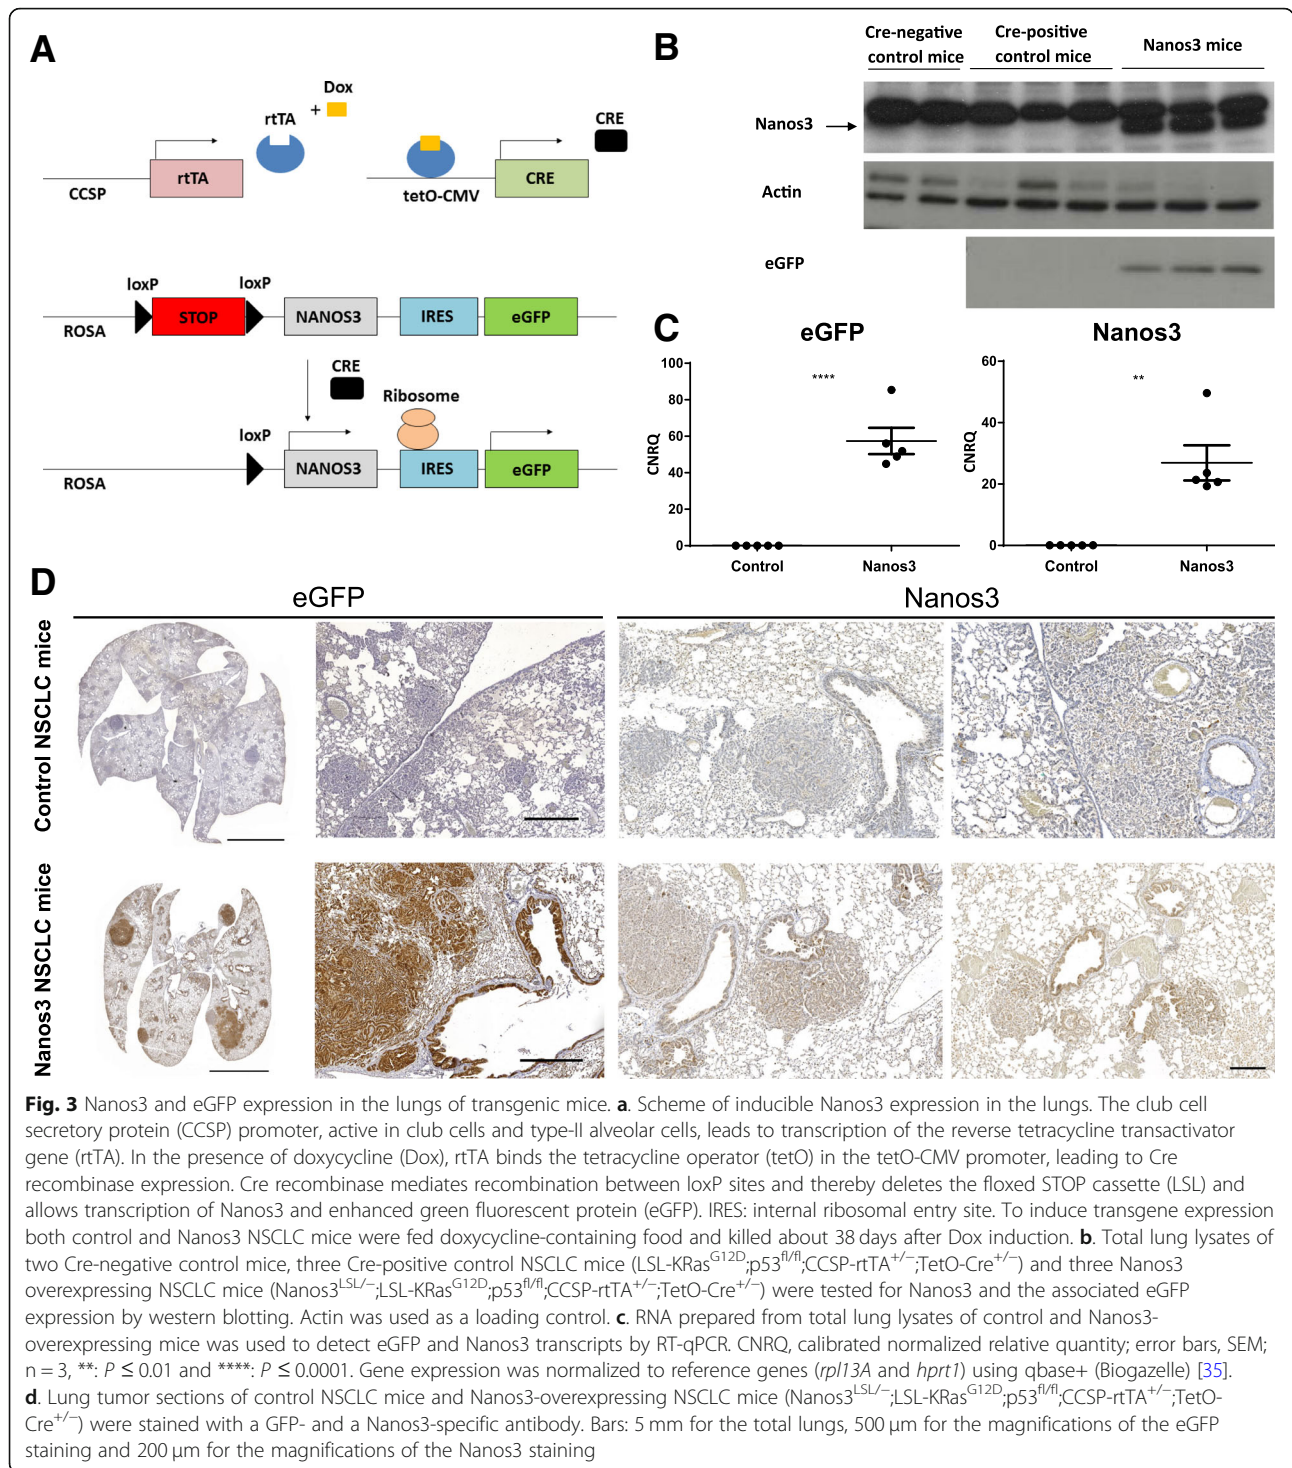 A
Dox
rtTA
+
CRE
rtTA
CCSP
CRE
tetO-CMV
loxP
loxP
STOP
NANOS3
IRES
eGFP
ROSA
CRE
Ribosome
loxP
NANOS3
IRES
eGFP
ROSA
B
Cre-negative
control mice
Cre-positive
control mice
Nanos3 mice
Nanos3
Actin
eGFP
C
eGFP
100
80
60
40
20
0
CNRQ
****
Control
Nanos3
Nanos3
60
40
20
0
CNRQ
**
Control
Nanos3
D
eGFP
Nanos3
Control NSCLC mice
Nanos3 NSCLC mice
Fig. 3 Nanos3 and eGFP expression in the lungs of transgenic mice. a. Scheme of inducible Nanos3 expression in the lungs. The club cell
secretory protein (CCSP) promoter, active in club cells and type-II alveolar cells, leads to transcription of the reverse tetracycline transactivator
gene (rtTA). In the presence of doxycycline (Dox), rtTA binds the tetracycline operator (tetO) in the tetO-CMV promoter, leading to Cre
recombinase expression. Cre recombinase mediates recombination between loxP sites and thereby deletes the floxed STOP cassette (LSL) and
allows transcription of Nanos3 and enhanced green fluorescent protein (eGFP). IRES: internal ribosomal entry site. To induce transgene expression
both control and Nanos3 NSCLC mice were fed doxycycline-containing food and killed about 38 days after Dox induction. b. Total lung lysates of
two Cre-negative control mice, three Cre-positive control NSCLC mice (LSL-KRas^G12D;p53^fl/fl;CCSP-rtTA^+/−;TetO-Cre^+/−) and three Nanos3
overexpressing NSCLC mice (Nanos3^LSL/−;LSL-KRas^G12D;p53^fl/fl;CCSP-rtTA^+/−;TetO-Cre^+/−) were tested for Nanos3 and the associated eGFP
expression by western blotting. Actin was used as a loading control. c. RNA prepared from total lung lysates of control and Nanos3-
overexpressing mice was used to detect eGFP and Nanos3 transcripts by RT-qPCR. CNRQ, calibrated normalized relative quantity; error bars, SEM;
n = 3, **: P ≤ 0.01 and ****: P ≤ 0.0001. Gene expression was normalized to reference genes (rpl13A and hprt1) using qbase+ (Biogazelle) [35].
d. Lung tumor sections of control NSCLC mice and Nanos3-overexpressing NSCLC mice (Nanos3^LSL/−;LSL-KRas^G12D;p53^fl/fl;CCSP-rtTA^+/−;TetO-
Cre^+/−) were stained with a GFP- and a Nanos3-specific antibody. Bars: 5 mm for the total lungs, 500 μm for the magnifications of the eGFP
staining and 200 μm for the magnifications of the Nanos3 staining